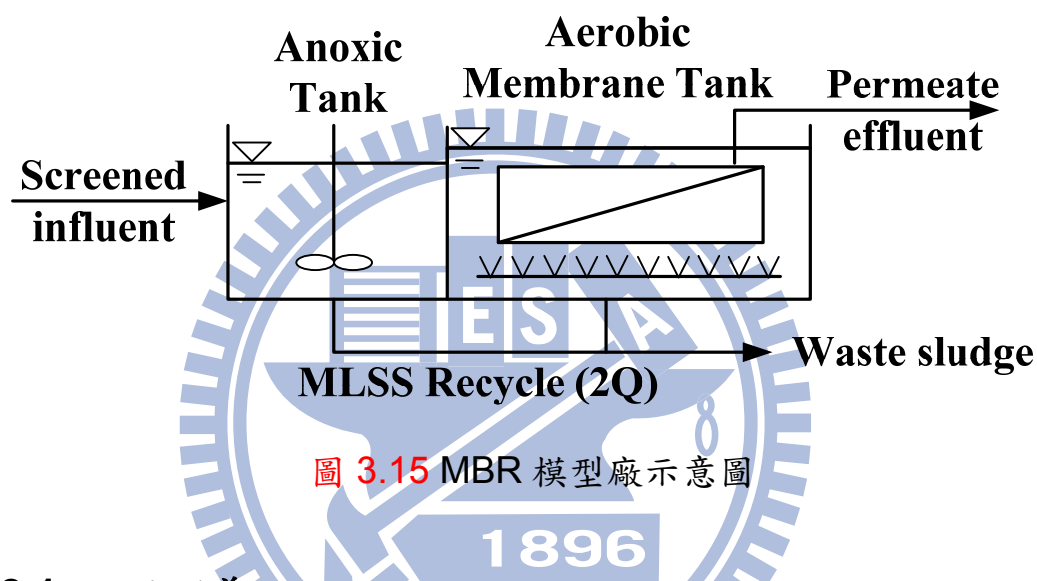 Anoxic
Tank
Aerobic
Membrane Tank
Permeate
effluent
Screened
influent
Waste sludge
MLSS Recycle (2Q)
圖 3.15 MBR 模型廠示意圖
E S A
8
1896